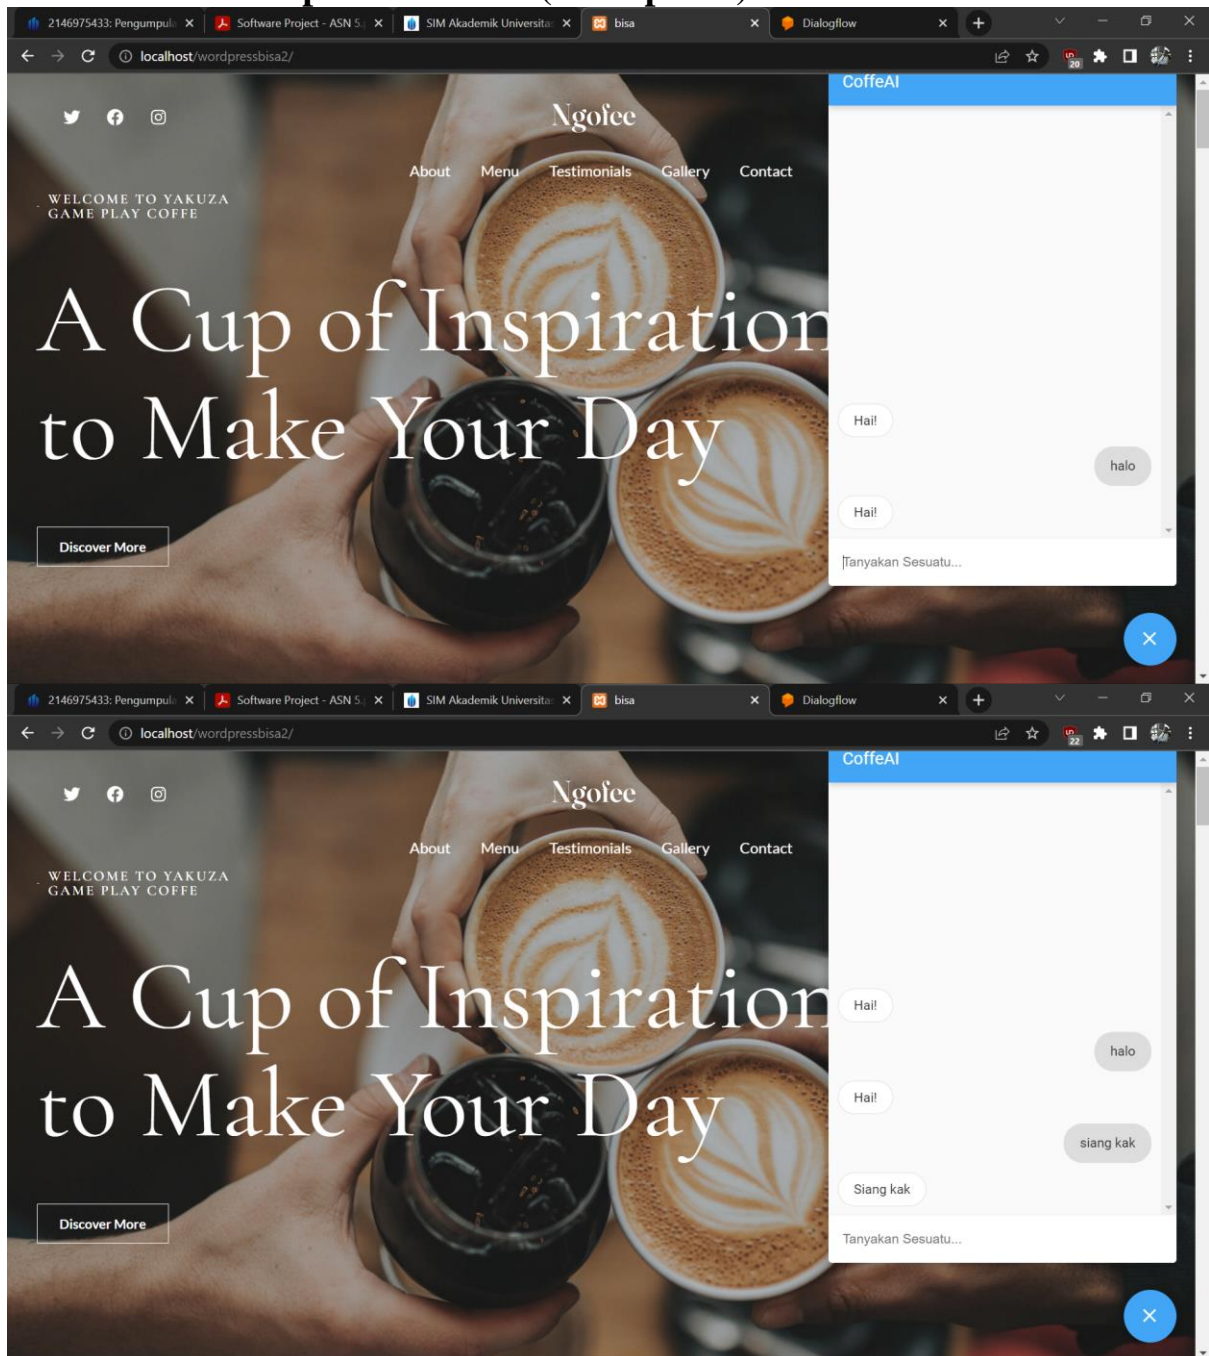 2146975433: Pengumpula
Software Project - ASN 5.p
SIM Akademik Universitas
bisa
Dialogflow
localhost/wordpressbisa2/
20
CoffeAI
Ngofee
About Menu Testimonials Gallery Contact
WELCOME TO YAKUZA
GAME PLAY COFFE
A Cup of Inspiration
to Make Your Day
Discover More
Hai!
halo
Hai!
Tanyakan Sesuatu...
2146975433: Pengumpula
Software Project - ASN 5.p
SIM Akademik Universitas
bisa
Dialogflow
localhost/wordpressbisa2/
22
CoffeAI
Ngofee
About Menu Testimonials Gallery Contact
WELCOME TO YAKUZA
GAME PLAY COFFE
A Cup of Inspiration
to Make Your Day
Discover More
Hai!
halo
Hai!
siang kak
Siang kak
Tanyakan Sesuatu...